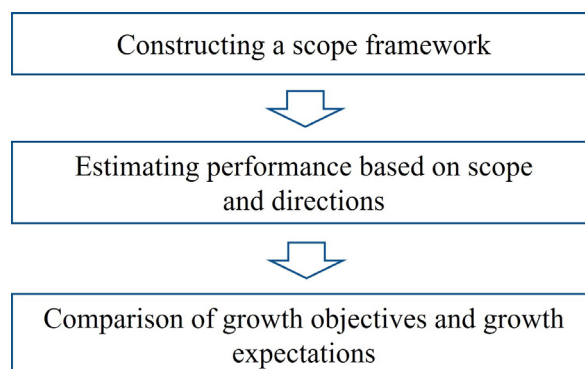 Constructing a scope framework
Estimating performance based on scope
and directions
Comparison of growth objectives and growth
expectations